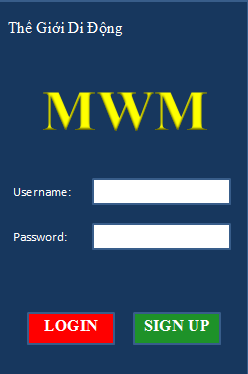 Thế Giới Di Động
MWM
Username:
Password:
LOGIN
SIGN UP